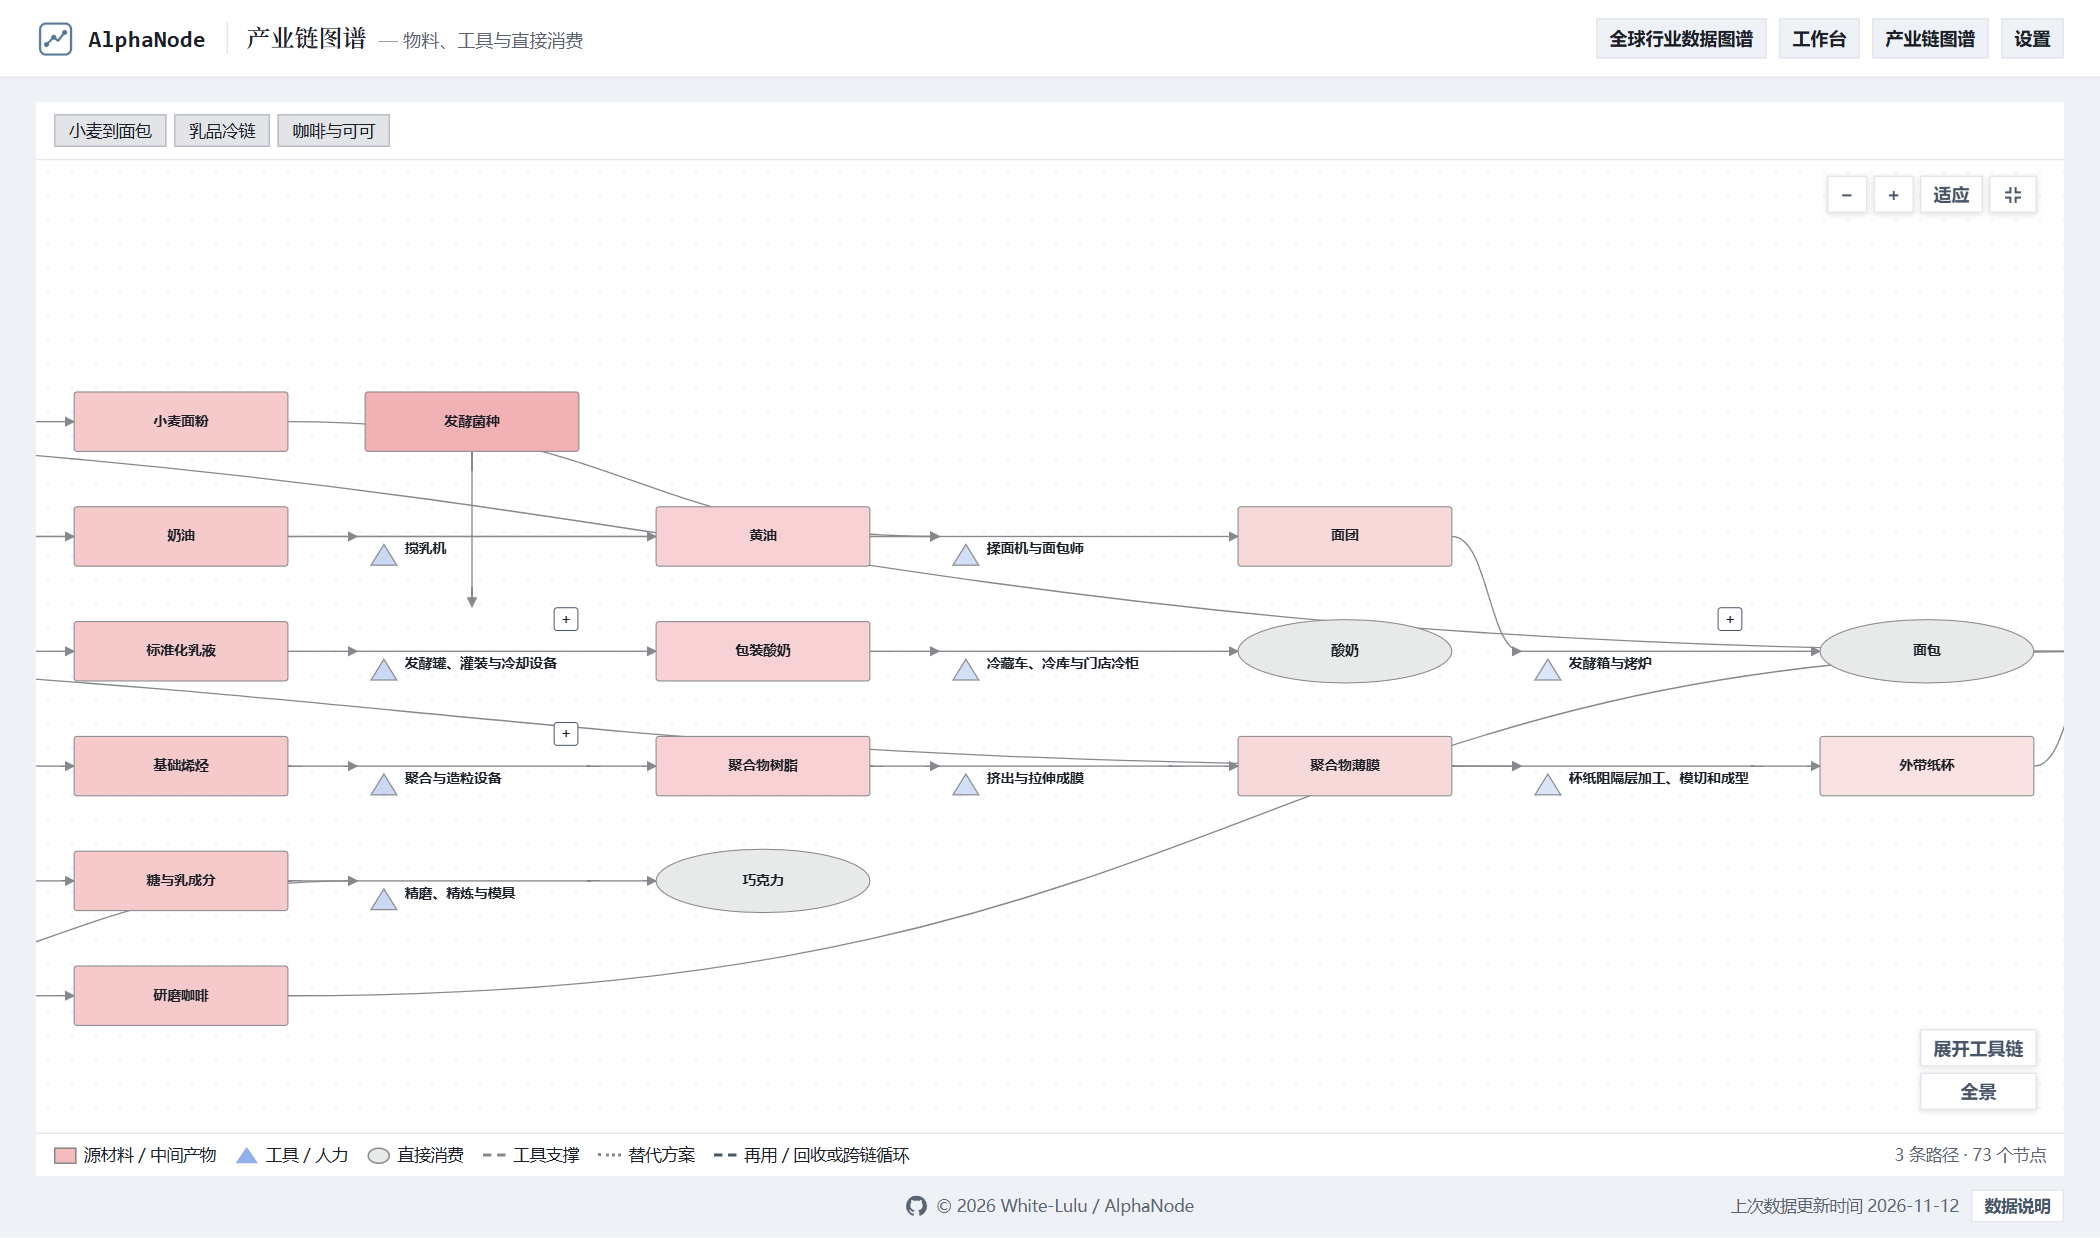 AlphaNode
产业链图谱
— 物料、工具与直接消费
全球行业数据图谱
工作台
产业链图谱
设置
小麦到面包
乳品冷链
咖啡与可可
−
+
适应
小麦面粉
发酵菌种
奶油
搅乳机
黄油
揉面机与面包师
面团
+
+
标准化乳液
发酵罐、灌装与冷却设备
包装酸奶
冷藏车、冷库与门店冷柜
酸奶
发酵箱与烤炉
面包
+
基础烯烃
聚合与造粒设备
聚合物树脂
挤出与拉伸成膜
聚合物薄膜
杯纸阻隔层加工、模切和成型
外带纸杯
糖与乳成分
精磨、精炼与模具
巧克力
研磨咖啡
展开工具链
全景
源材料 / 中间产物
工具 / 人力
直接消费
工具支撑
替代方案
再用 / 回收或跨链循环
3 条路径 · 73 个节点
© 2026 White-Lulu / AlphaNode
上次数据更新时间 2026-11-12
数据说明